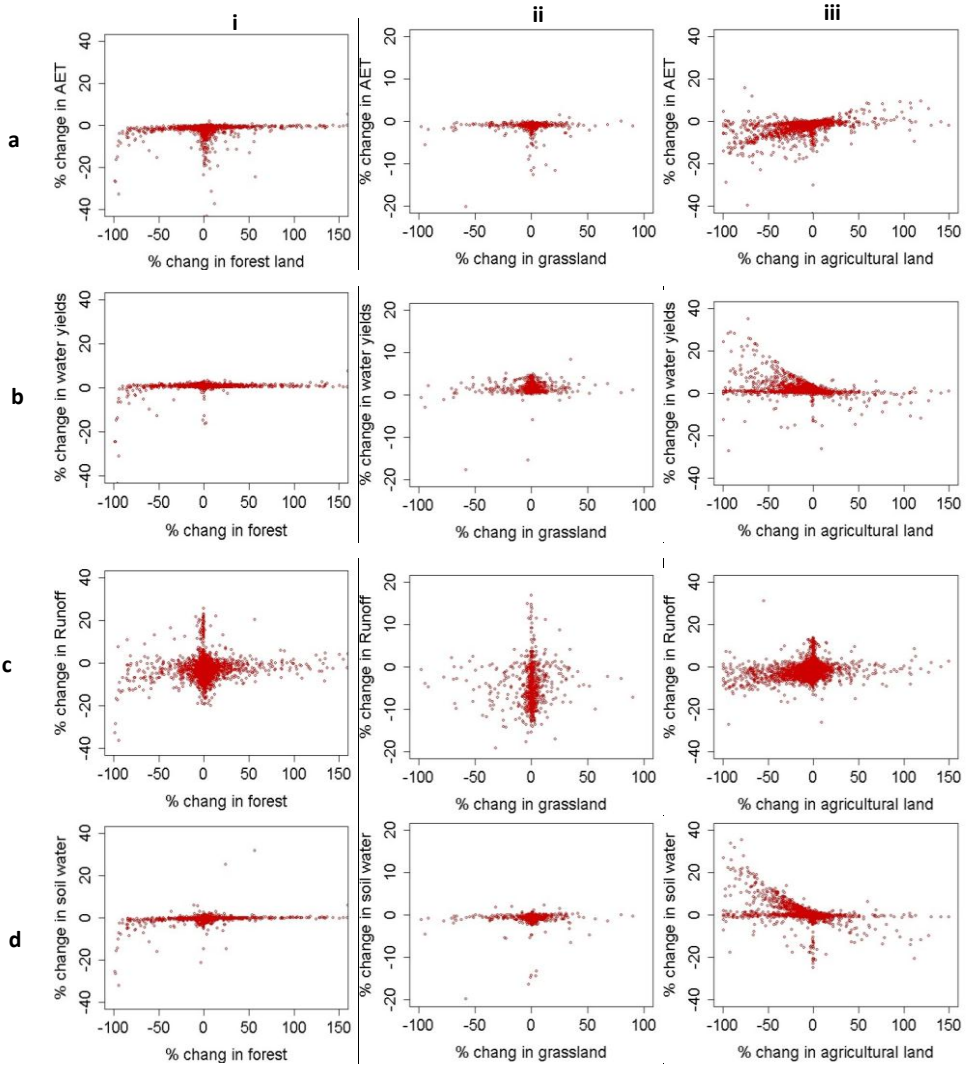 i ii iii
a
% change in AET
40
20
0
-20
-40
-100 -50 0 50 100 150
% chang in forest land
% change in AET
20
10
0
-10
-20
-100 -50 0 50 100
% chang in grassland
% change in AET
40
20
0
-20
-40
-100 -50 0 50 100 150
% chang in agricultural land
b
% change in water yields
40
20
0
-20
-40
-100 -50 0 50 100 150
% chang in forest
% change in water yields
20
10
0
-10
-20
-100 -50 0 50 100
% chang in grassland
% change in water yields
40
20
0
-20
-40
-100 -50 0 50 100 150
% chang in agricultural land
c
% change in Runoff
40
20
0
-20
-40
-100 -50 0 50 100 150
% chang in forest
% change in Runoff
20
10
0
-10
-20
-100 -50 0 50 100
% chang in grassland
% change in Runoff
40
20
0
-20
-40
-100 -50 0 50 100 150
% chang in agricultural land
d
% change in soil water
40
20
0
-20
-40
-100 -50 0 50 100 150
% chang in forest
% change in soil water
20
10
0
-10
-20
-100 -50 0 50 100
% chang in grassland
% change in soil water
40
20
0
-20
-40
-100 -50 0 50 100 150
% chang in agricultural land